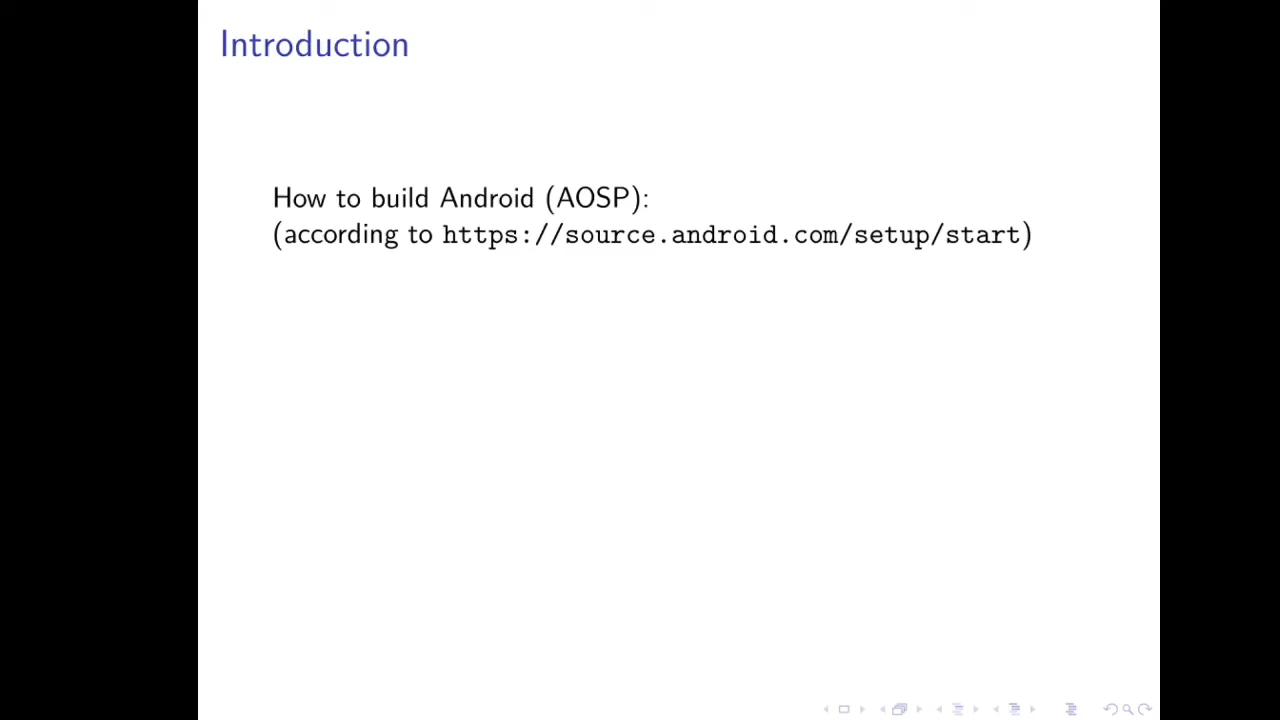 Introduction
How to build Android (AOSP):
(according to https://source.android.com/setup/start)